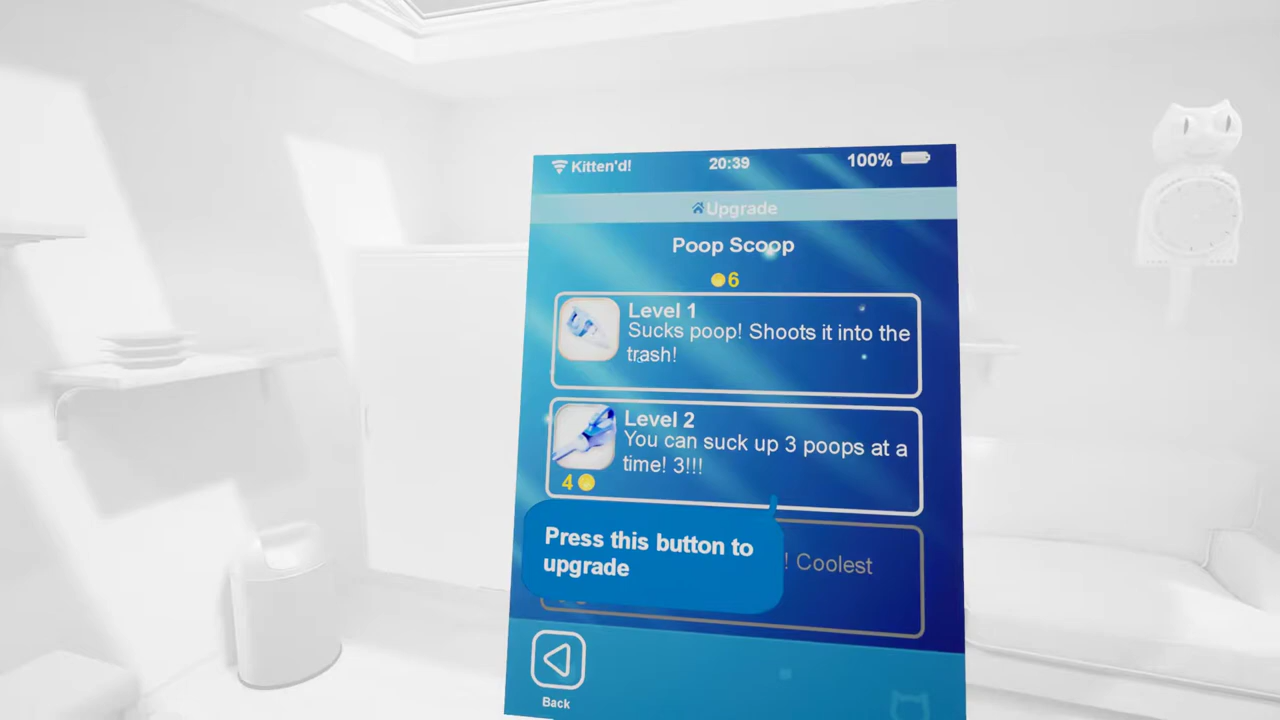 Kitten'd!
20:39
100%
Upgrade
Poop Scoop
6
Level 1
Sucks poop! Shoots it into the
trash!
Level 2
You can suck up 3 poops at a
time! 3!!!
4
Press this button to
upgrade
! Coolest
Back